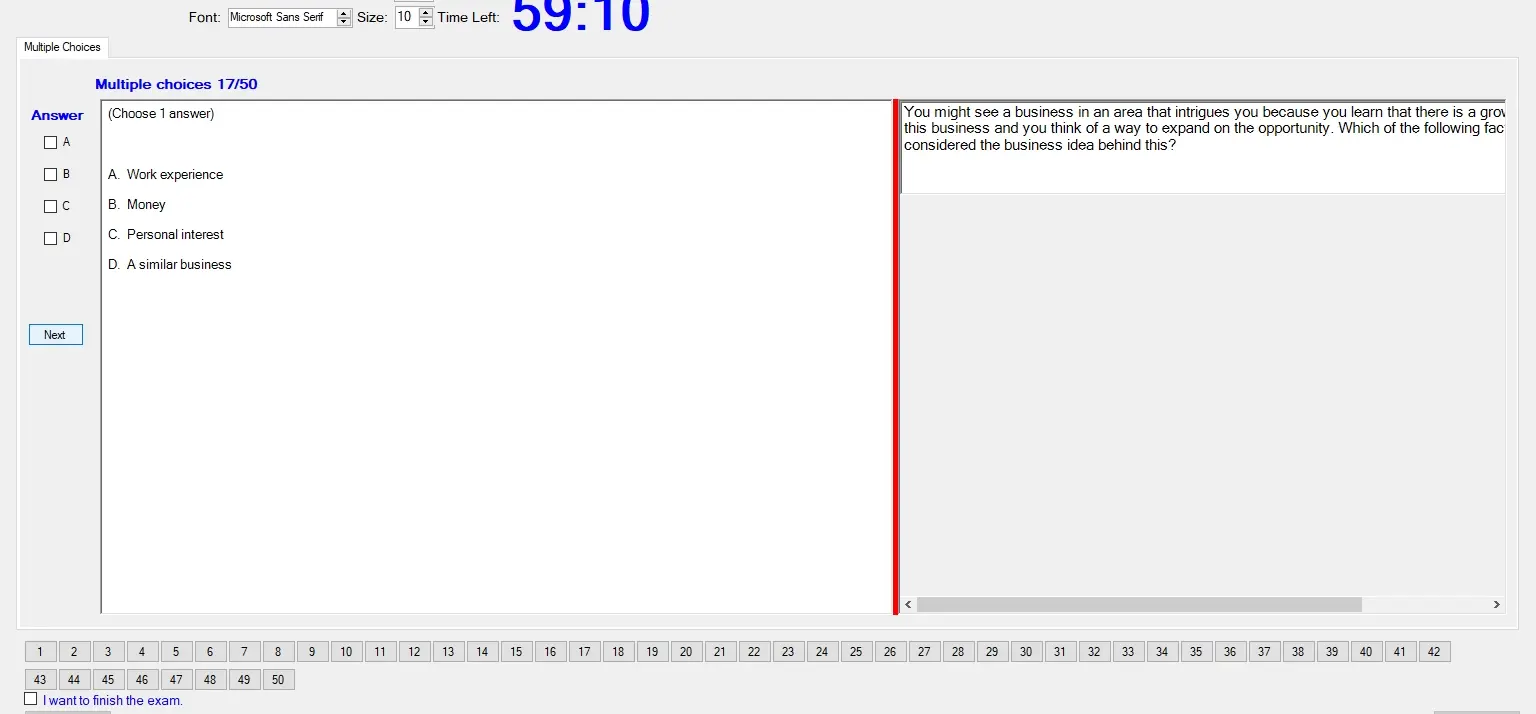 Font: Microsoft Sans Serif Size: 10 Time Left: 59:10
Multiple Choices
Multiple choices 17/50
Answer
A
B
C
D
Next
(Choose 1 answer)
A. Work experience
B. Money
C. Personal interest
D. A similar business
You might see a business in an area that intrigues you because you learn that there is a
this business and you think of a way to expand on the opportunity. Which of the following
considered the business idea behind this?
1 2 3 4 5 6 7 8 9 10 11 12 13 14 15 16 17 18 19 20 21 22 23 24 25 26 27 28 29 30 31 32 33 34 35 36 37 38 39 40 41 42
43 44 45 46 47 48 49 50
I want to finish the exam.